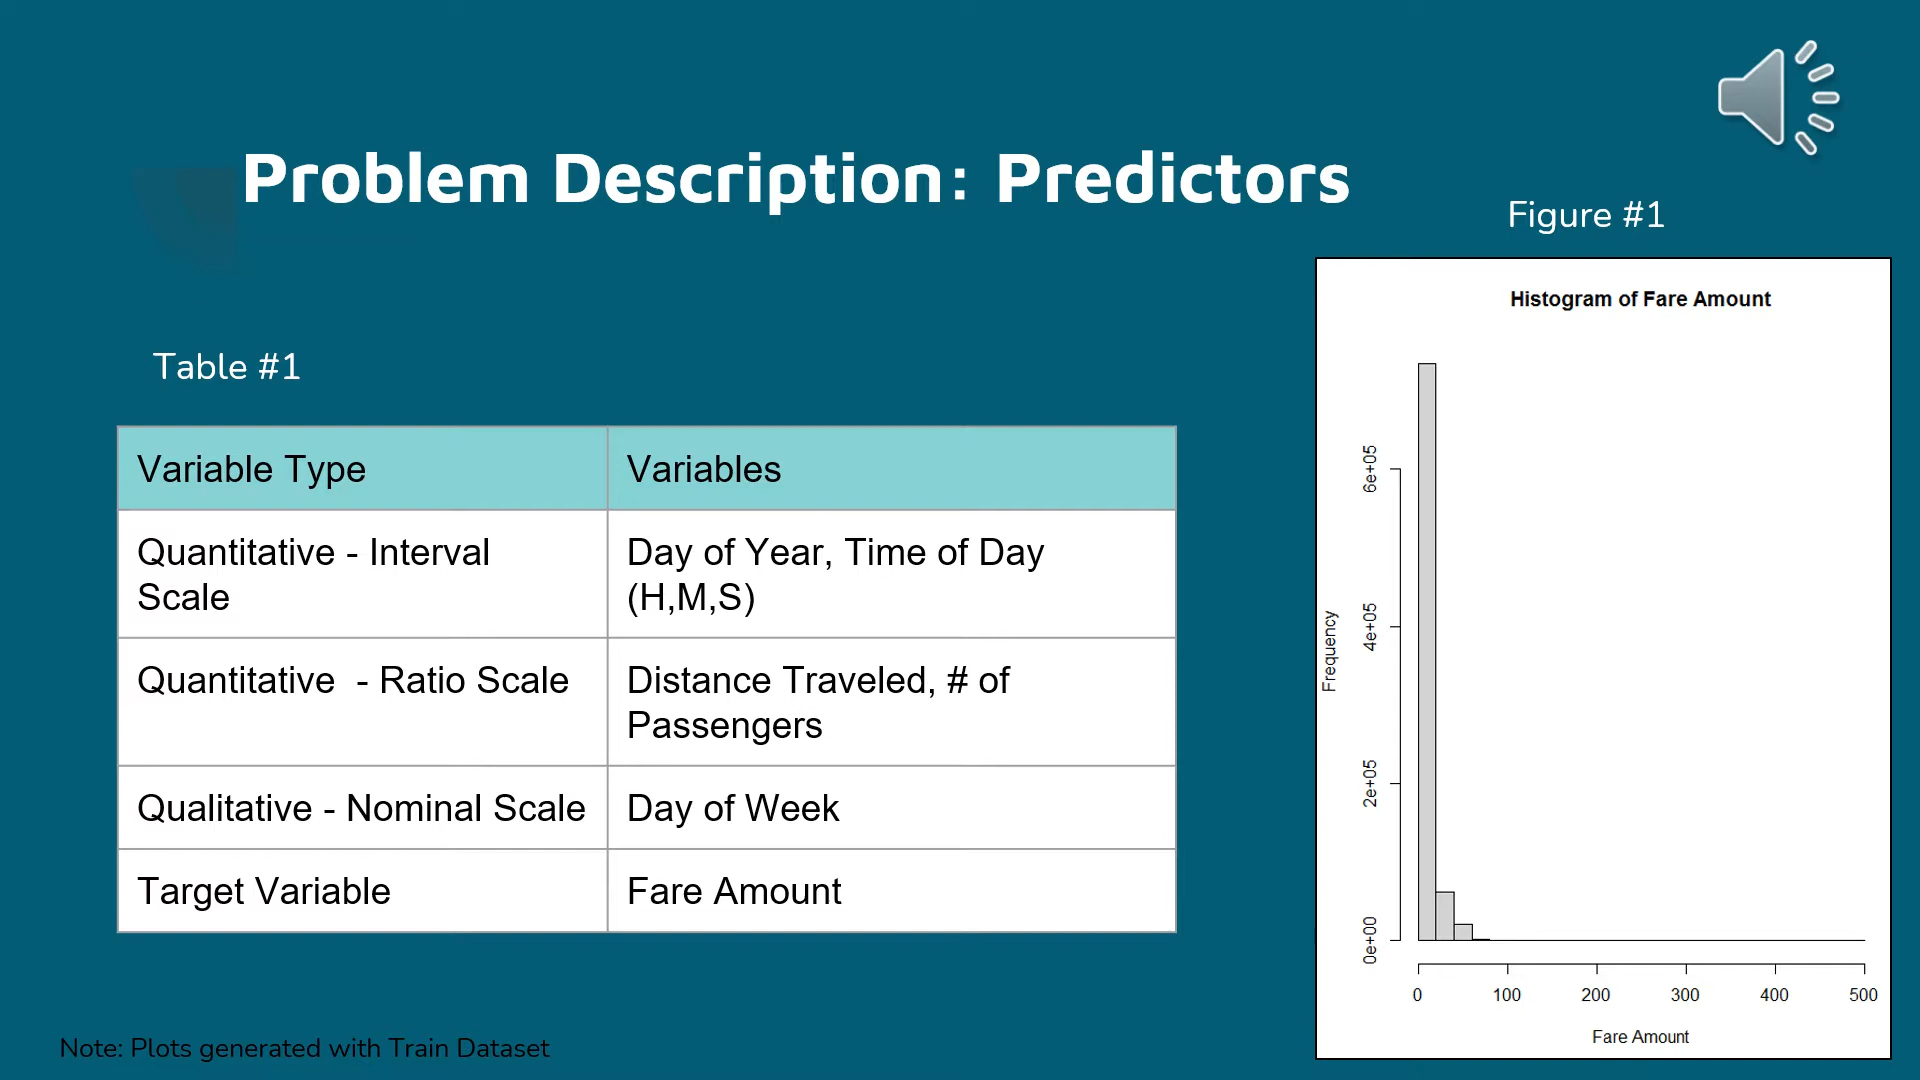 Problem Description: Predictors
Figure #1
Table #1
Variable Type
Variables
Quantitative - Interval
Scale
Day of Year, Time of Day
(H,M,S)
Quantitative  - Ratio Scale
Distance Traveled, # of
Passengers
Qualitative - Nominal Scale
Day of Week
Target Variable
Fare Amount
Histogram of Fare Amount
Frequency
6e+05
4e+05
2e+05
0e+00
0 100 200 300 400 500
Fare Amount
Note: Plots generated with Train Dataset